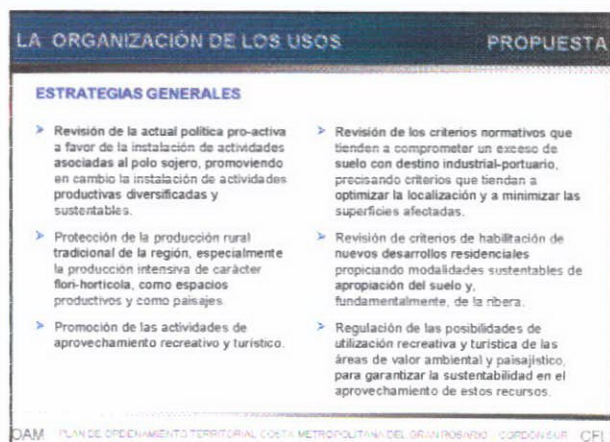 LA ORGANIZACIÓN DE LOS USOS PROPUESTA
ESTRATEGIAS GENERALES
➢ Revisión de la actual política pro-activa
a favor de la instalación de actividades
asociadas al polo sojero, promoviendo
en cambio la instalación de actividades
productivas diversificadas y
sustentables.
➢ Protección de la producción rural
tradicional de la región, especialmente
la producción intensiva de carácter
flori-hortícola, como espacios
productivos y como paisajes.
➢ Promoción de las actividades de
aprovechamiento recreativo y turístico.
➢ Revisión de los criterios normativos que
tienden a comprometer un exceso de
suelo con destino industrial-portuario,
precisando criterios que tiendan a
optimizar la localización y a minimizar las
superficies afectadas.
➢ Revisión de criterios de habilitación de
nuevos desarrollos residenciales
propiciando modalidades sustentables de
apropiación del suelo y,
fundamentalmente, de la ribera.
➢ Regulación de las posibilidades de
utilización recreativa y turística de las
áreas de valor ambiental y paisajístico,
para garantizar la sustentabilidad en el
aprovechamiento de estos recursos.
OAM PLAN DE ORDENAMIENTO TERRITORIAL COSTA METROPOLITANA DEL GRAN ROSARIO - CORDON SUR CFI